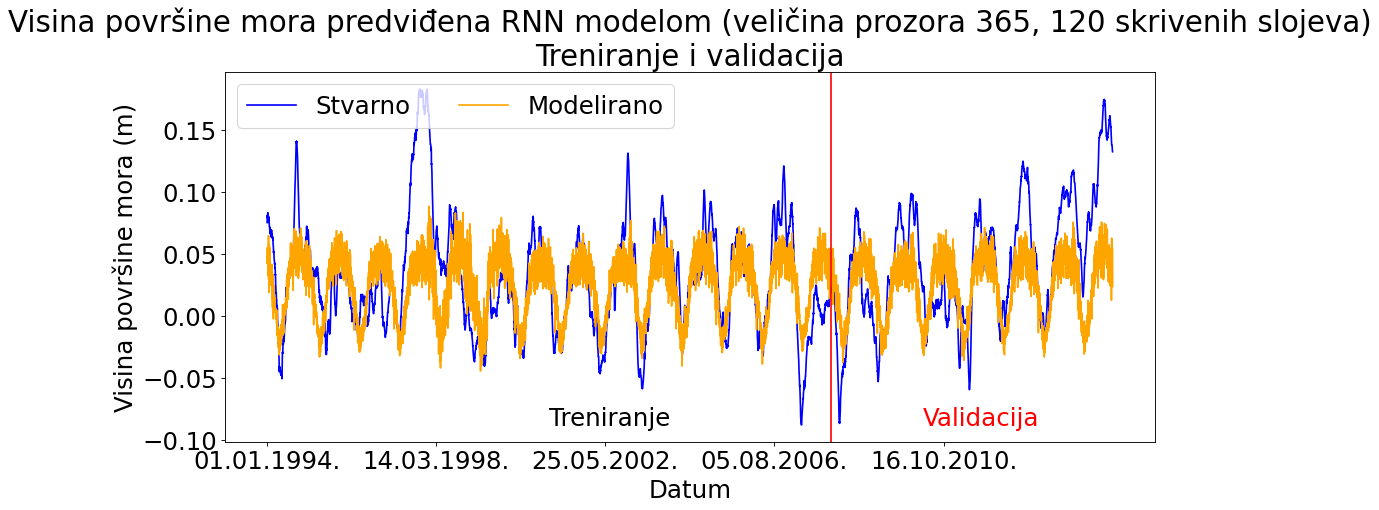 Visina površine mora predviđena RNN modelom (veličina prozora 365, 120 skrivenih slojeva)
Treniranje i validacija
Stvarno
Modelirano
Visina površine mora (m)
0.15
0.10
0.05
0.00
−0.05
−0.10
Treniranje
Validacija
01.01.1994.
14.03.1998.
25.05.2002.
05.08.2006.
16.10.2010.
Datum